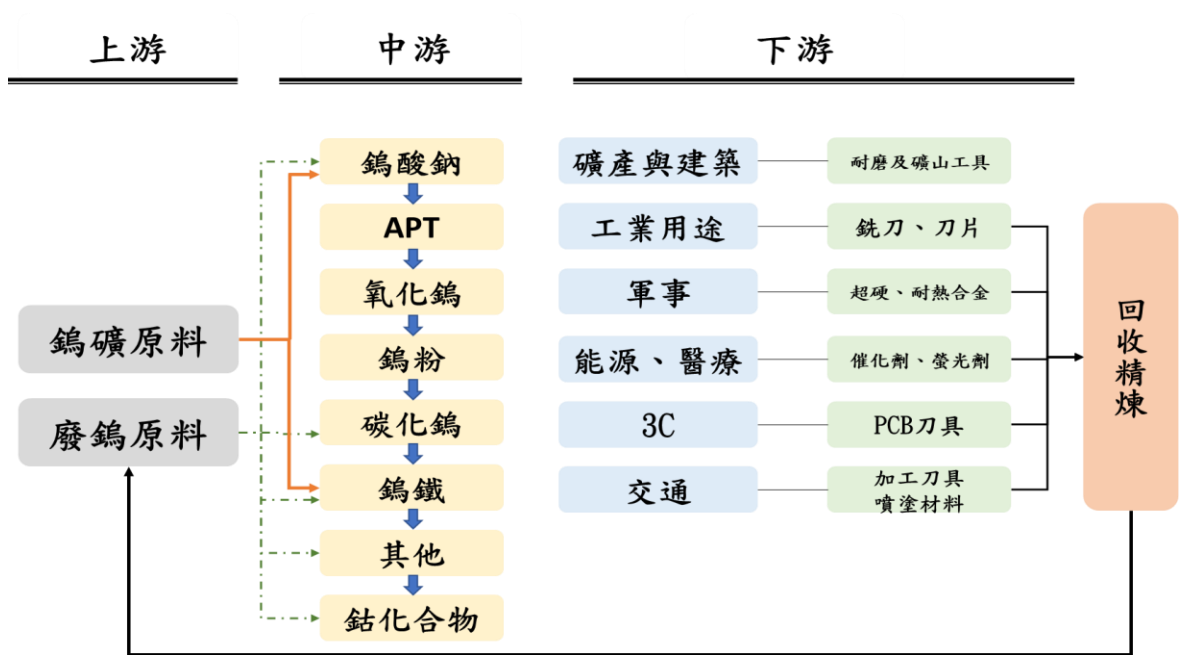 上游
中游
下游
鎢礦原料
廢鎢原料
鎢酸鈉
APT
氧化鎢
鎢粉
碳化鎢
鎢鐵
其他
鈷化合物
礦產與建築
耐磨及礦山工具
工業用途
銑刀、刀片
軍事
超硬、耐熱合金
能源、醫療
催化劑、螢光劑
3C
PCB刀具
交通
加工刀具
噴塗材料
回收精煉